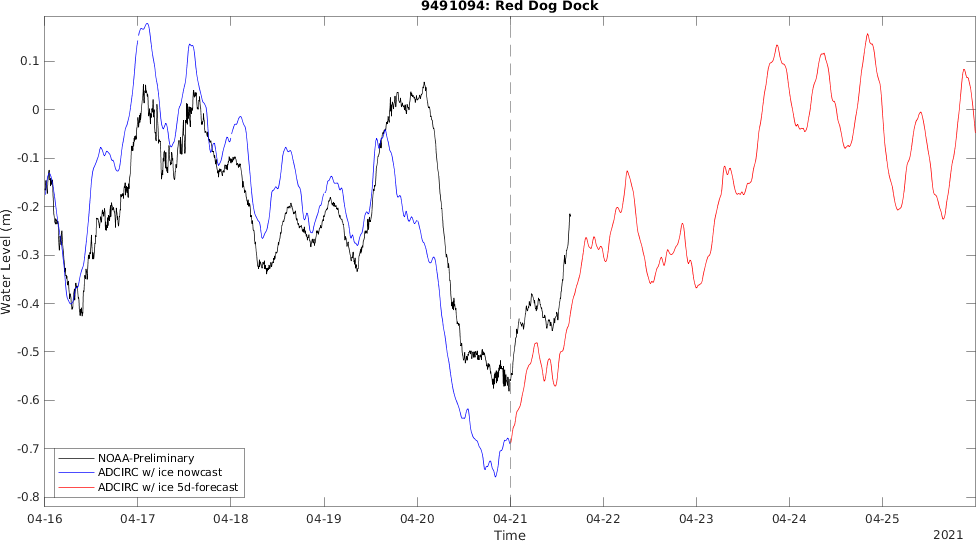 9491094: Red Dog Dock
0.1
0
-0.1
-0.2
-0.3
-0.4
-0.5
-0.6
-0.7
-0.8
Water Level (m)
NOAA-Preliminary
ADCIRC w/ ice nowcast
ADCIRC w/ ice 5d-forecast
04-16 04-17 04-18 04-19 04-20 04-21 04-22 04-23 04-24 04-25
Time
2021